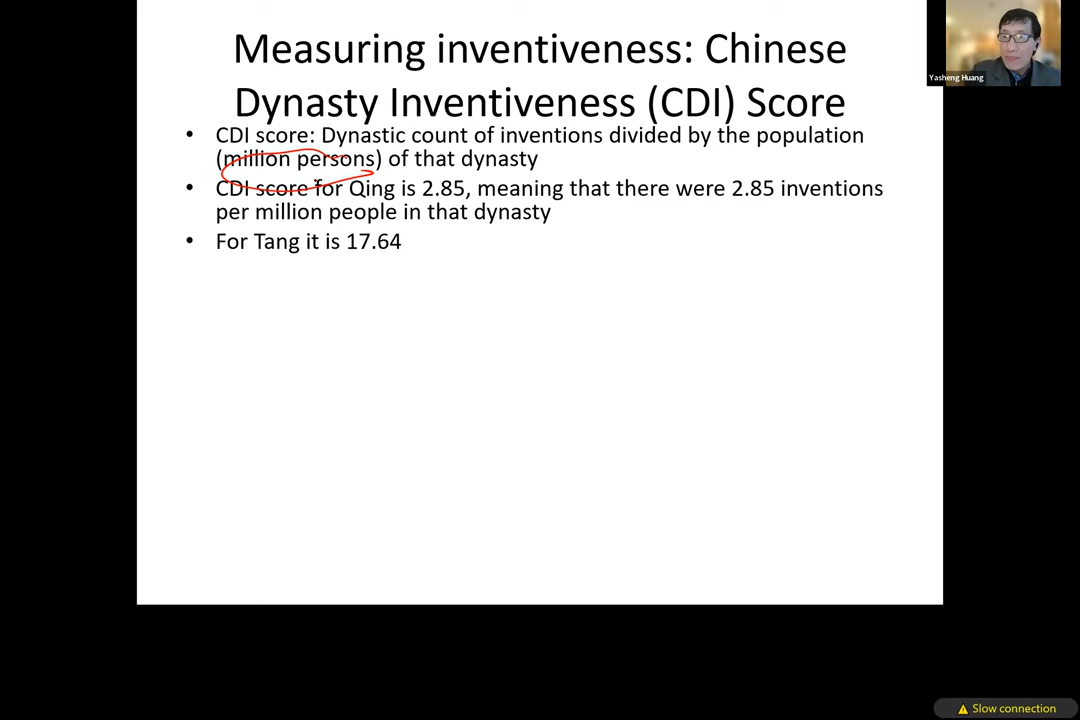 Measuring inventiveness: Chinese
Dynasty Inventiveness (CDI) Score
• CDI score: Dynastic count of inventions divided by the population
(million persons) of that dynasty
• CDI score for Qing is 2.85, meaning that there were 2.85 inventions
per million people in that dynasty
• For Tang it is 17.64
Yasheng Huang
Slow connection